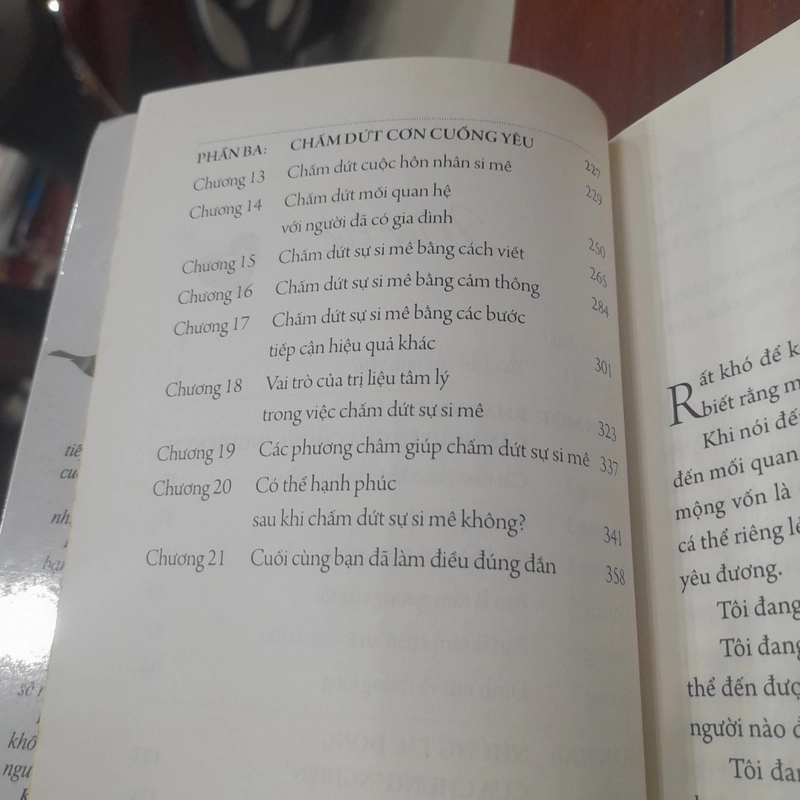 PHẦN BA: CHẤM DỨT CƠN CUỒNG YÊU 227
Chương 13 Chấm dứt cuộc hôn nhân si mê 229
Chương 14 Chấm dứt mối quan hệ
với người đã có gia đình 250
Chương 15 Chấm dứt sự si mê bằng cách viết 265
Chương 16 Chấm dứt sự si mê bằng cảm thông 284
Chương 17 Chấm dứt sự si mê bằng các bước
tiếp cận hiệu quả khác 301
Chương 18 Vai trò của trị liệu tâm lý
trong việc chấm dứt sự si mê 323
Chương 19 Các phương châm giúp chấm dứt sự si mê 337
Chương 20 Có thể hạnh phúc
sau khi chấm dứt sự si mê không? 341
Chương 21 Cuối cùng bạn đã làm điều đúng đắn 358
Rất khó để
biết rằng
Khi nói đến
đến mối quan
mộng vốn là
cá thể riêng
yêu đương.
Tôi đang
Tôi đang
thể đến
người nào
Tôi đang